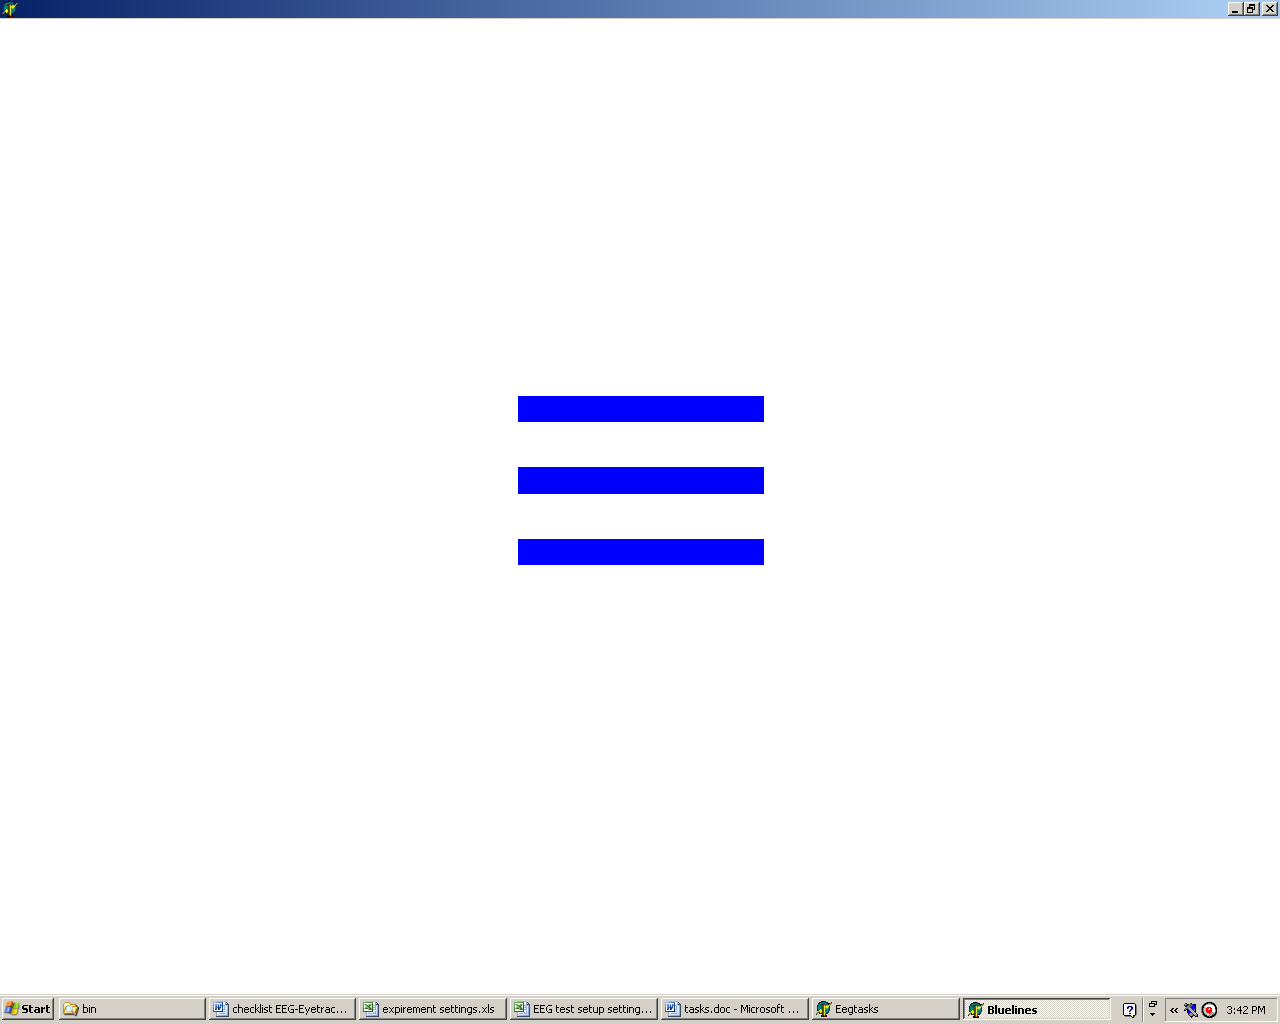 Start
bin
checklist EEG-Eyetrac...
expirement settings.xls
EEG test setup setting...
tasks.doc - Microsoft ...
Eegtasks
Bluelines
3:42 PM